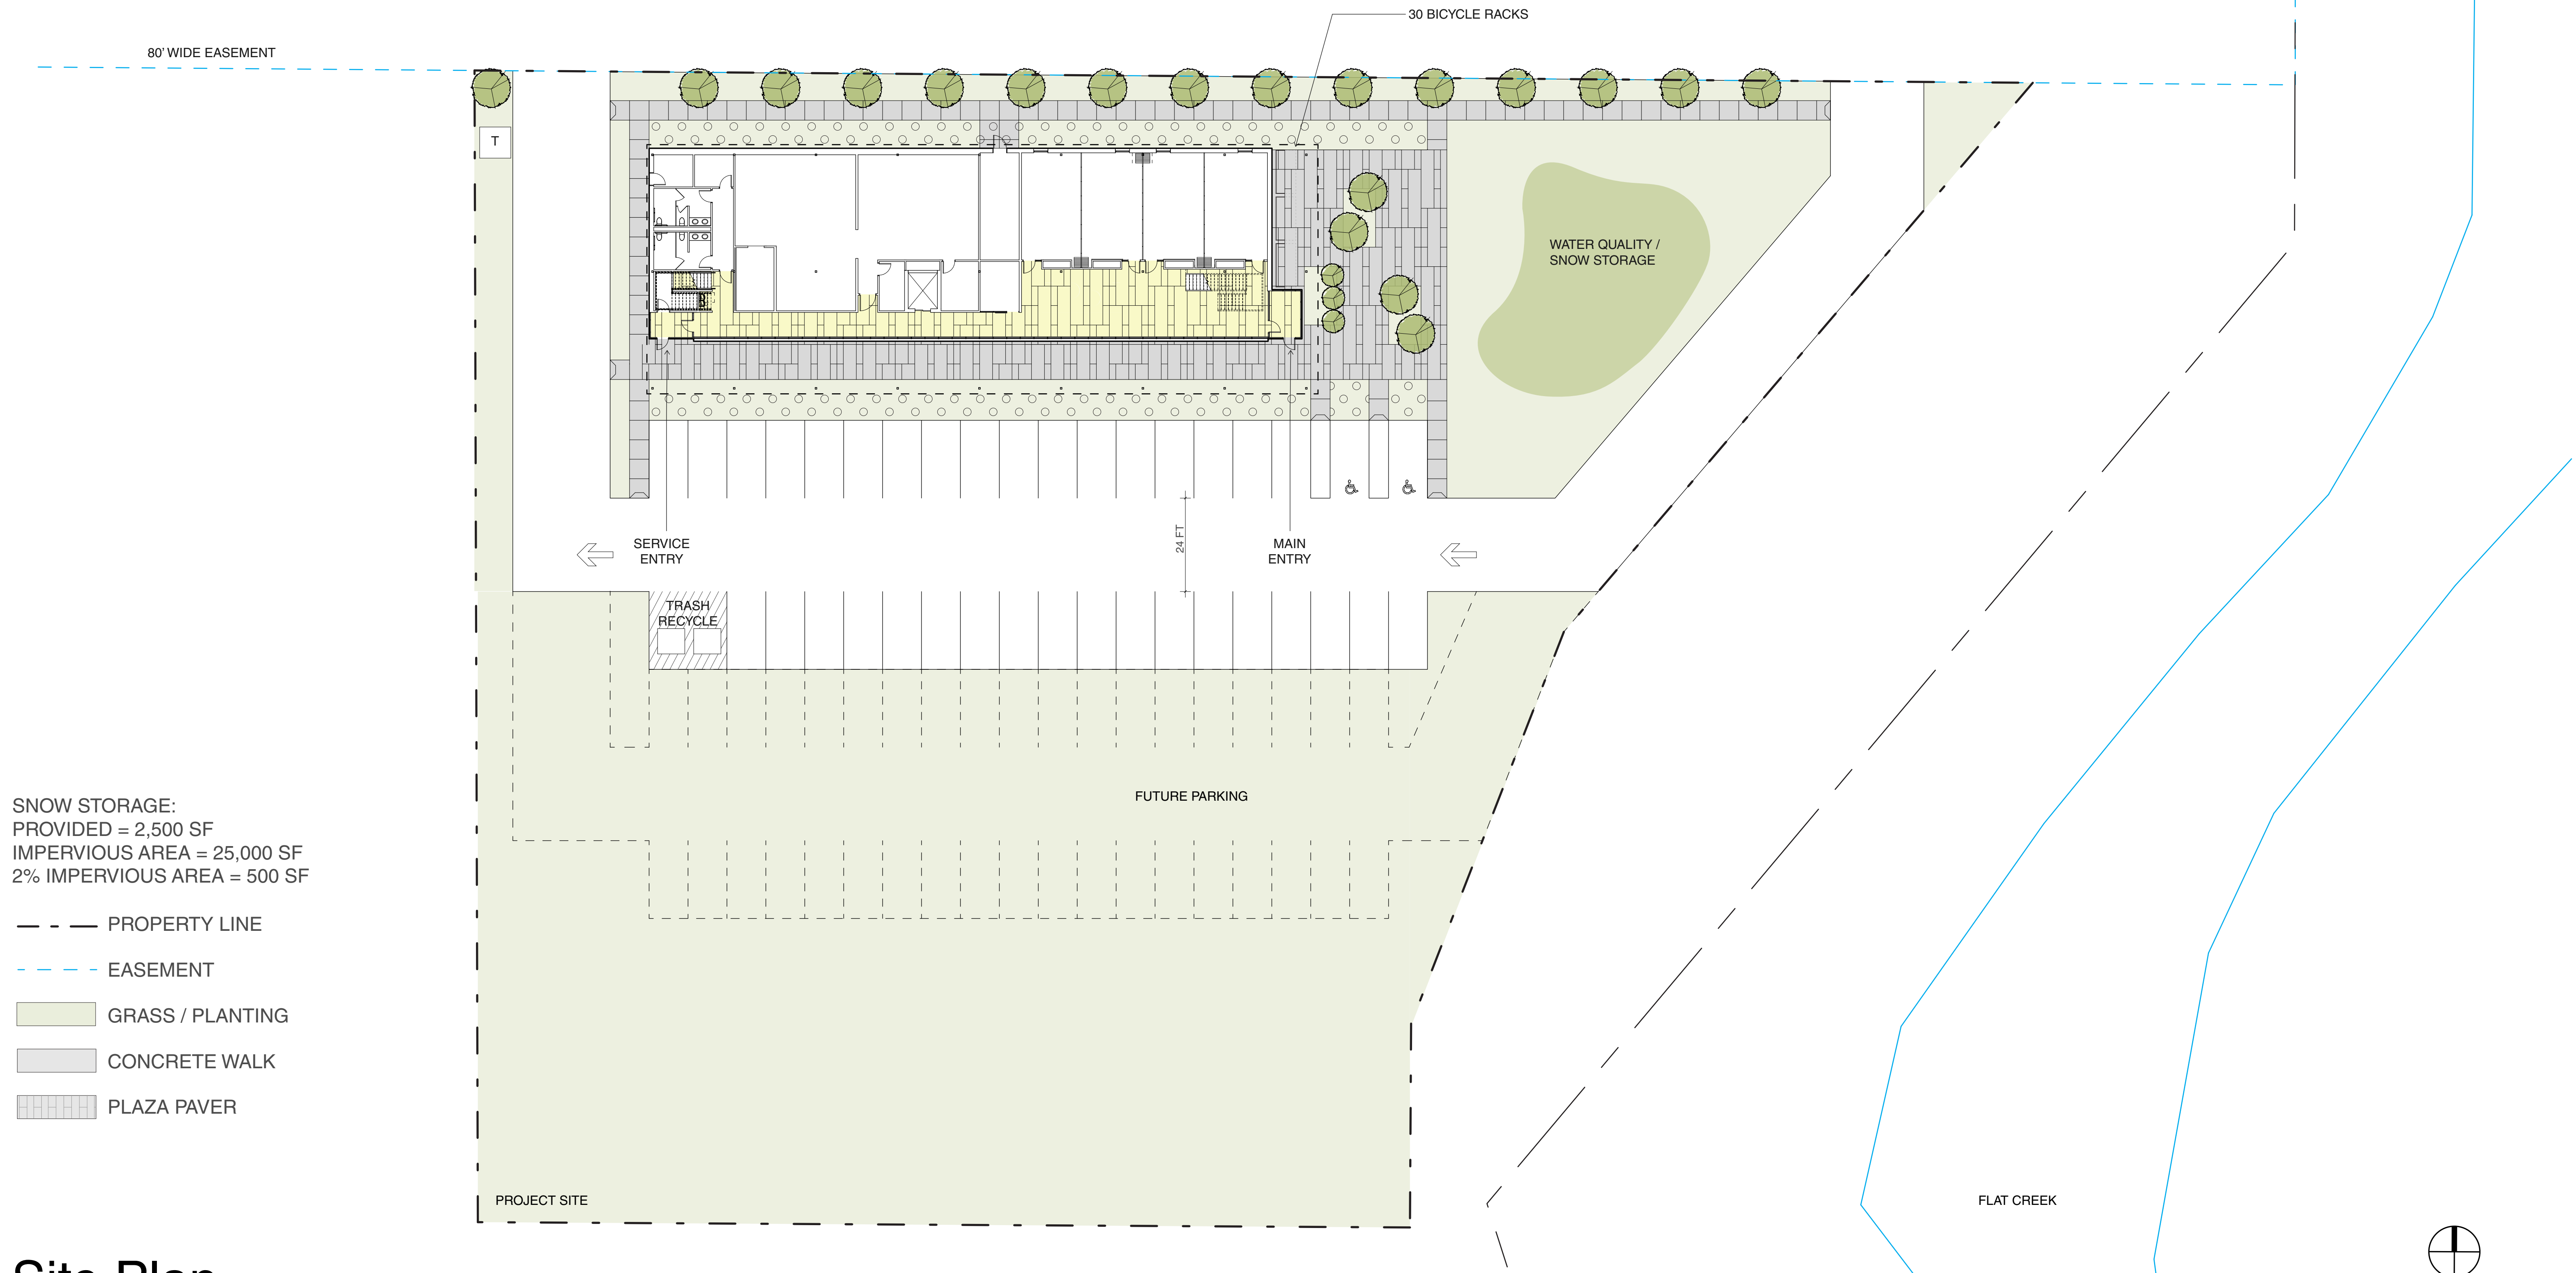 30 BICYCLE RACKS
80' WIDE EASEMENT
T
WATER QUALITY /
SNOW STORAGE
24 FT
SERVICE
ENTRY
MAIN
ENTRY
TRASH
RECYCLE
FUTURE PARKING
SNOW STORAGE:
PROVIDED = 2,500 SF
IMPERVIOUS AREA = 25,000 SF
2% IMPERVIOUS AREA = 500 SF
PROPERTY LINE
EASEMENT
GRASS / PLANTING
CONCRETE WALK
PLAZA PAVER
PROJECT SITE
FLAT CREEK
Site Plan